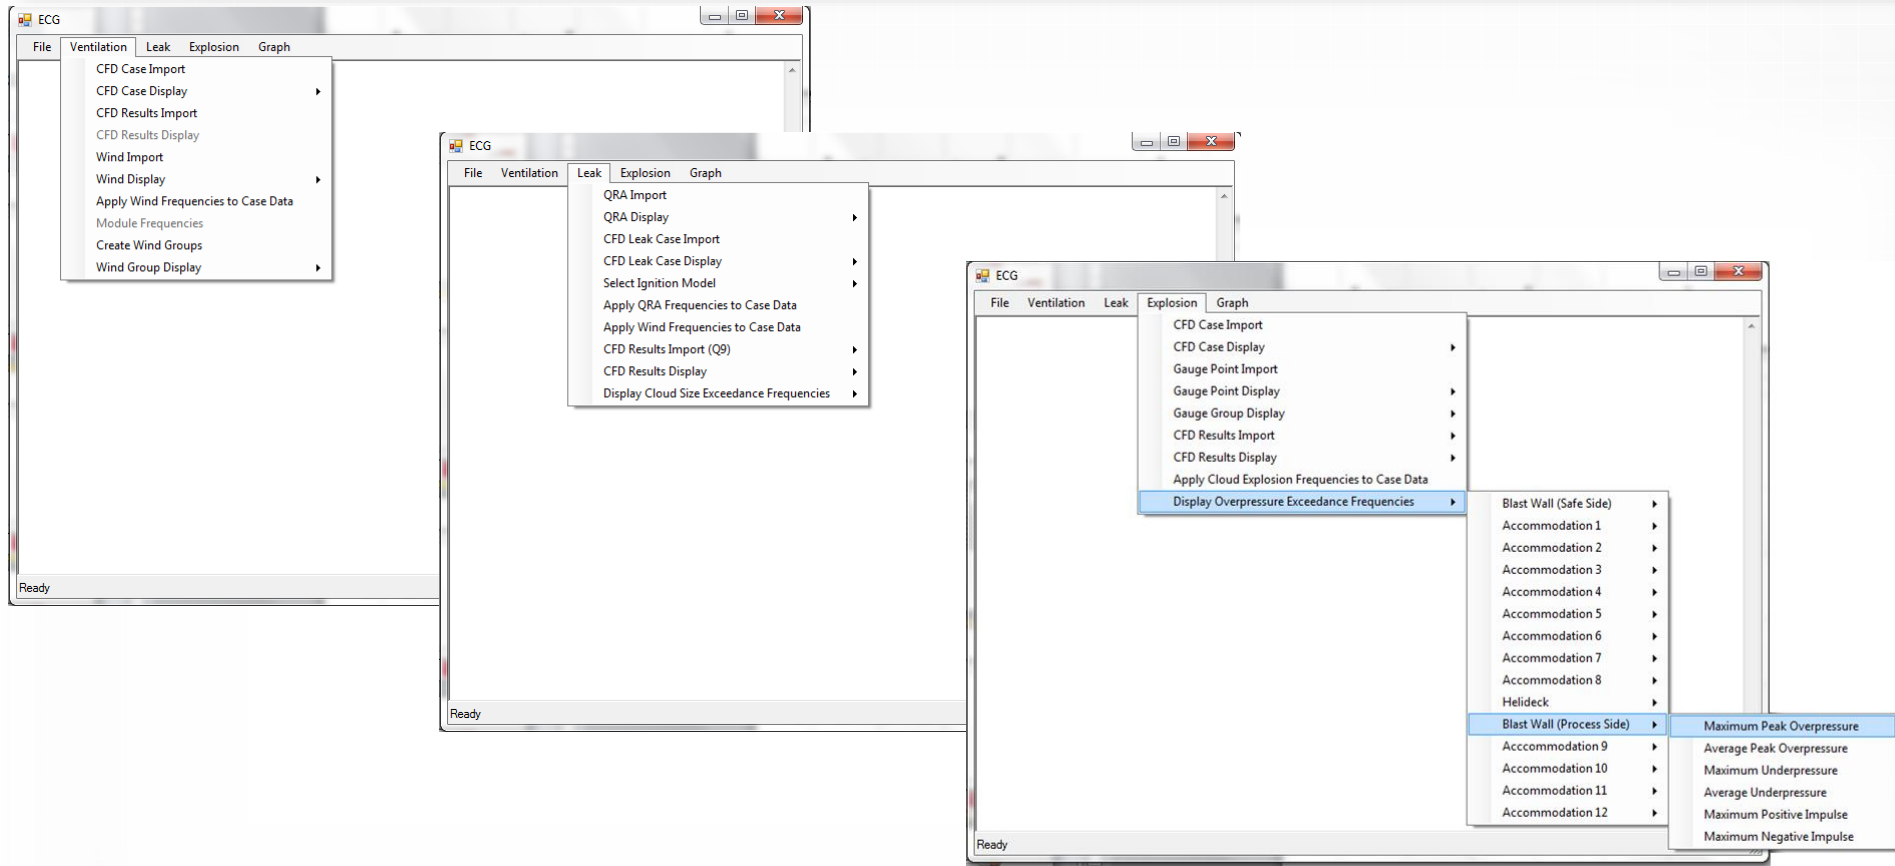 ECG
File Ventilation Leak Explosion Graph
CFD Case Import
CFD Case Display
CFD Results Import
CFD Results Display
Wind Import
Wind Display
Apply Wind Frequencies to Case Data
Module Frequencies
Create Wind Groups
Wind Group Display
Ready
ECG
File Ventilation Leak Explosion Graph
QRA Import
QRA Display
CFD Leak Case Import
CFD Leak Case Display
Select Ignition Model
Apply QRA Frequencies to Case Data
Apply Wind Frequencies to Case Data
CFD Results Import (Q9)
CFD Results Display
Display Cloud Size Exceedance Frequencies
Ready
ECG
File Ventilation Leak Explosion Graph
CFD Case Import
CFD Case Display
Gauge Point Import
Gauge Point Display
Gauge Group Display
CFD Results Import
CFD Results Display
Apply Cloud Explosion Frequencies to Case Data
Display Overpressure Exceedance Frequencies
Blast Wall (Safe Side)
Accommodation 1
Accommodation 2
Accommodation 3
Accommodation 4
Accommodation 5
Accommodation 6
Accommodation 7
Accommodation 8
Helideck
Blast Wall (Process Side)
Acccommodation 9
Accommodation 10
Accommodation 11
Accommodation 12
Maximum Peak Overpressure
Average Peak Overpressure
Maximum Underpressure
Average Underpressure
Maximum Positive Impulse
Maximum Negative Impulse
Ready